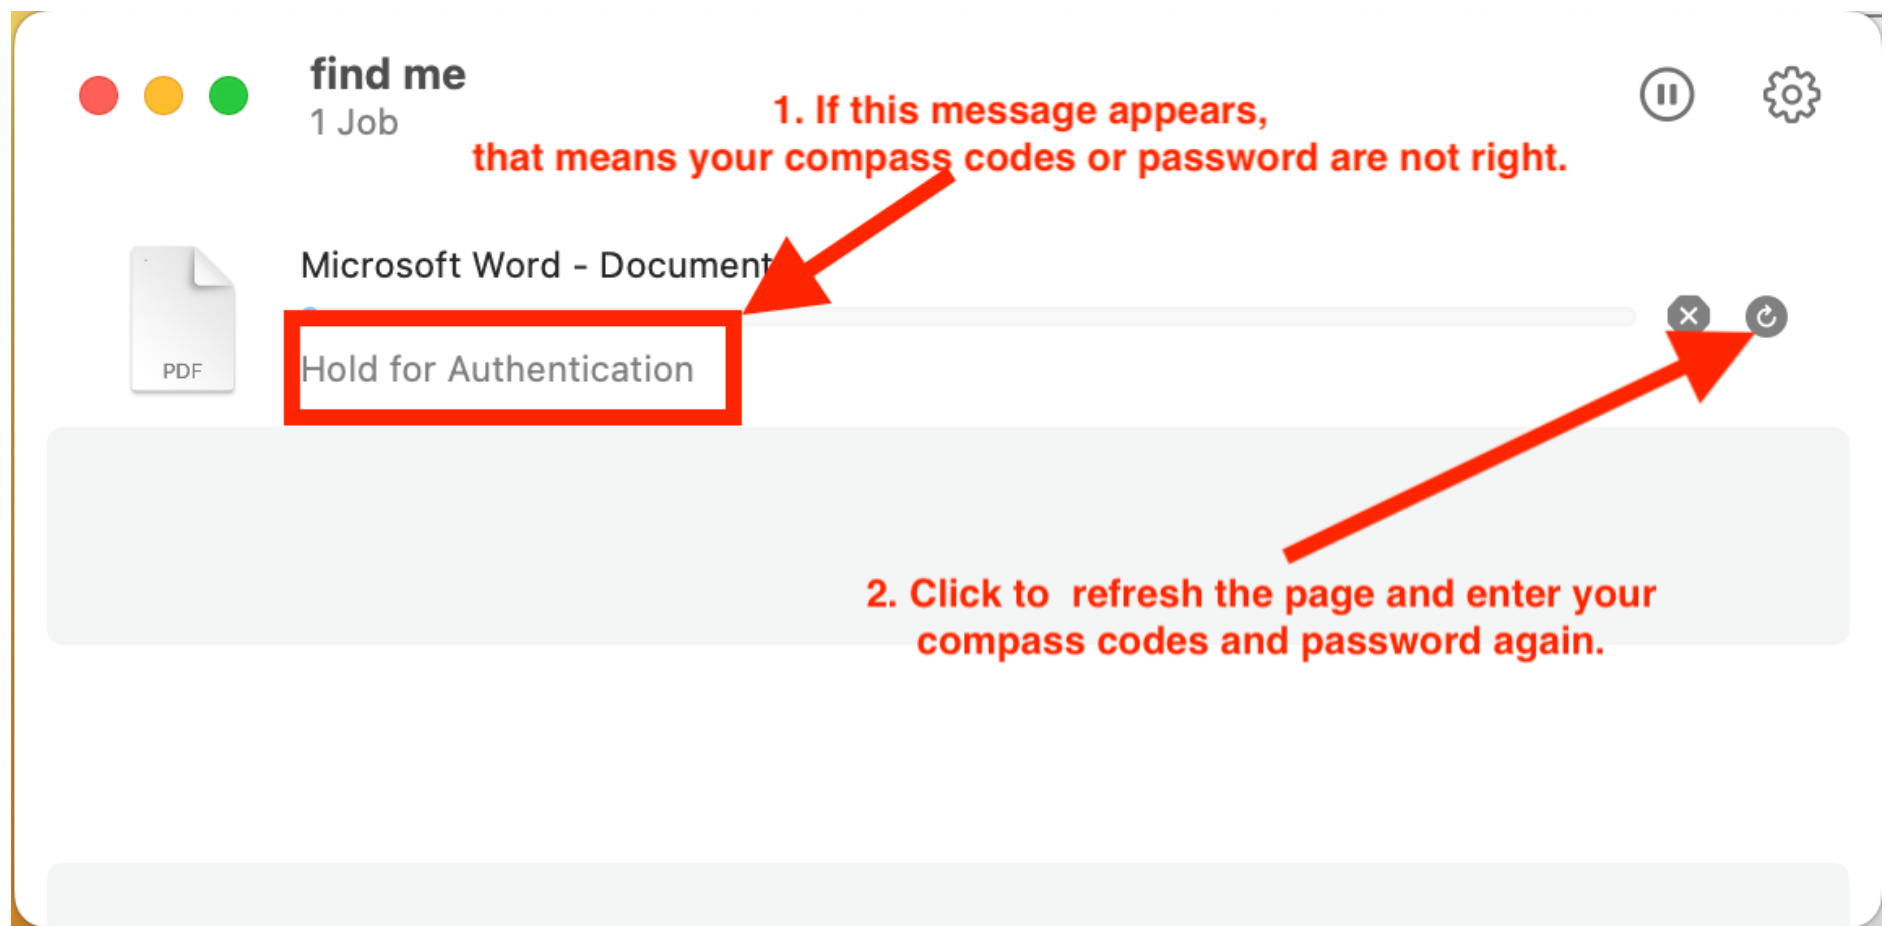 find me
1 Job
1. If this message appears,
that means your compass codes or password are not right.
Microsoft Word - Document
PDF
Hold for Authentication
2. Click to  refresh the page and enter your
compass codes and password again.